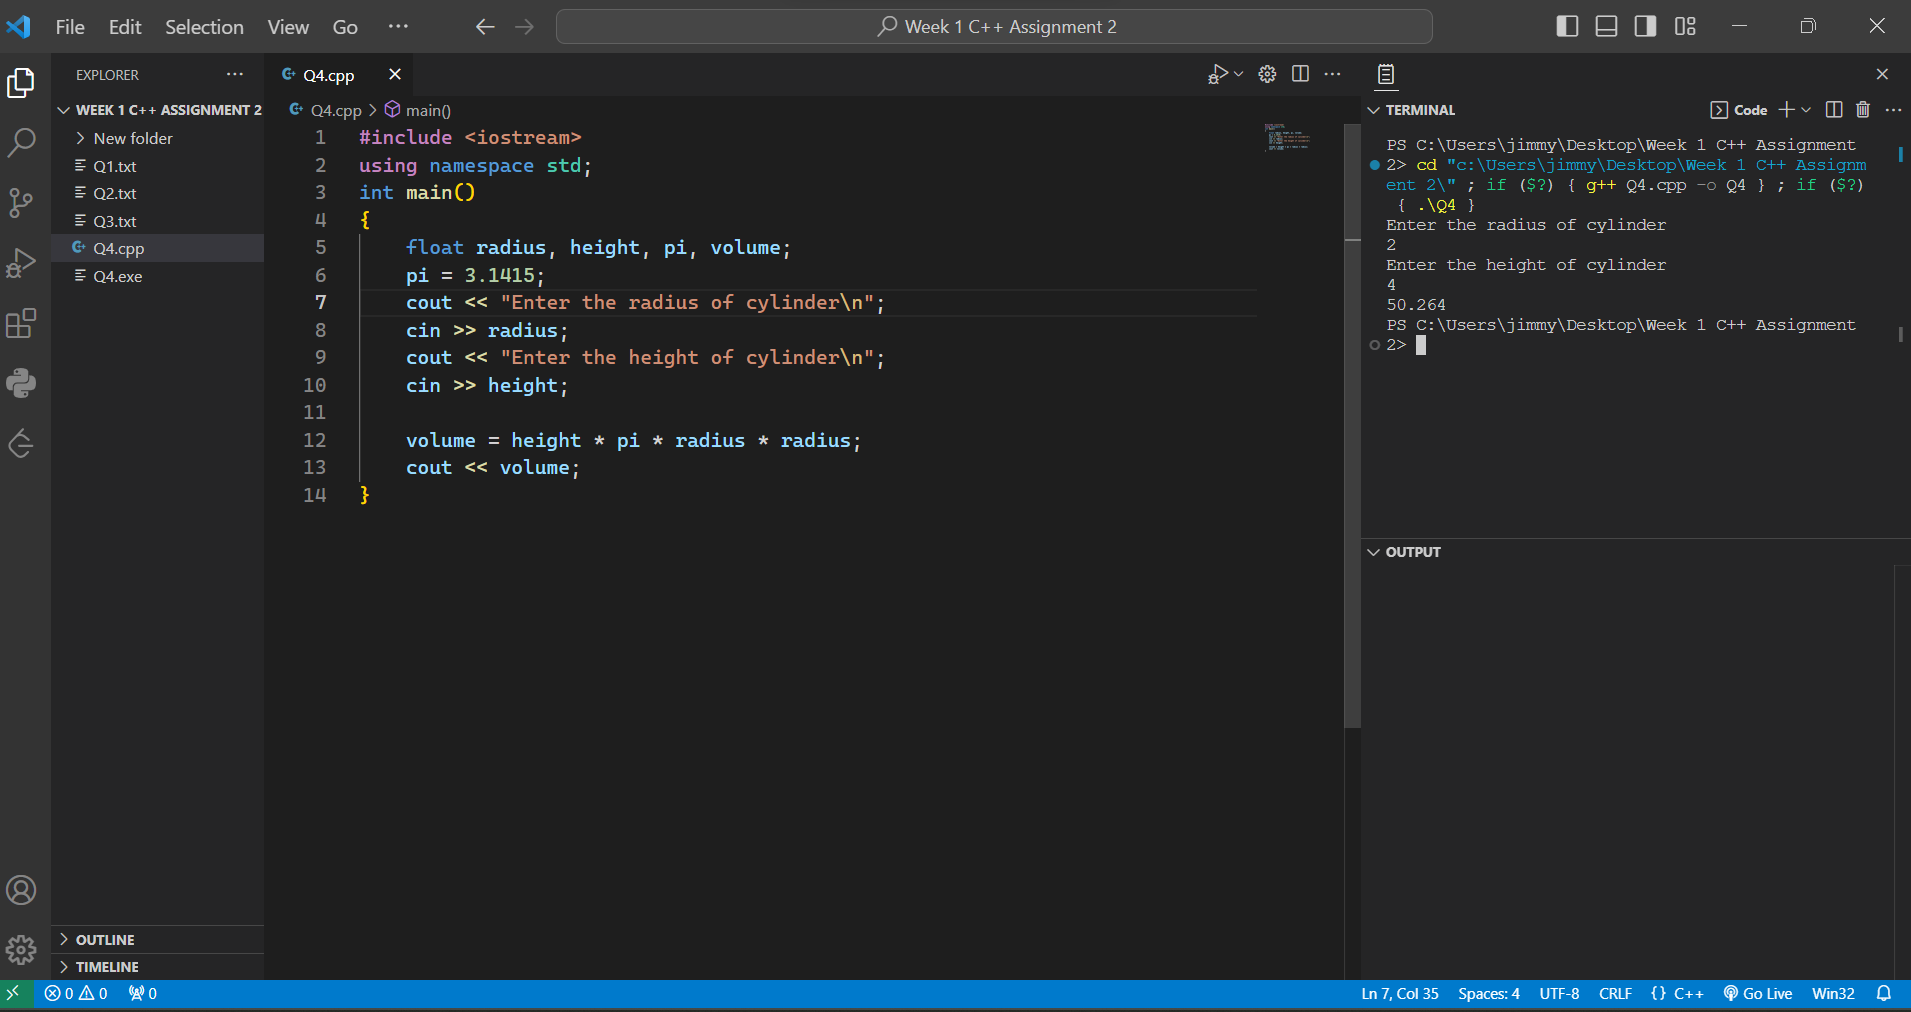 File Edit Selection View Go ···
Week 1 C++ Assignment 2
EXPLORER ···
WEEK 1 C++ ASSIGNMENT 2
New folder
Q1.txt
Q2.txt
Q3.txt
Q4.cpp
Q4.exe
OUTLINE
TIMELINE
Q4.cpp
Q4.cpp > main()
1 #include <iostream>
2 using namespace std;
3 int main()
4 {
5 float radius, height, pi, volume;
6 pi = 3.1415;
7 cout << "Enter the radius of cylinder\n";
8 cin >> radius;
9 cout << "Enter the height of cylinder\n";
10 cin >> height;
11
12 volume = height * pi * radius * radius;
13 cout << volume;
14 }
TERMINAL
Code
PS C:\Users\jimmy\Desktop\Week 1 C++ Assignment
2> cd "c:\Users\jimmy\Desktop\Week 1 C++ Assignm
ent 2\" ; if ($?) { g++ Q4.cpp -o Q4 } ; if ($?)
{ .\Q4 }
Enter the radius of cylinder
2
Enter the height of cylinder
4
50.264
PS C:\Users\jimmy\Desktop\Week 1 C++ Assignment
2>
OUTPUT
0 0 0
Ln 7, Col 35 Spaces: 4 UTF-8 CRLF {} C++ Go Live Win32